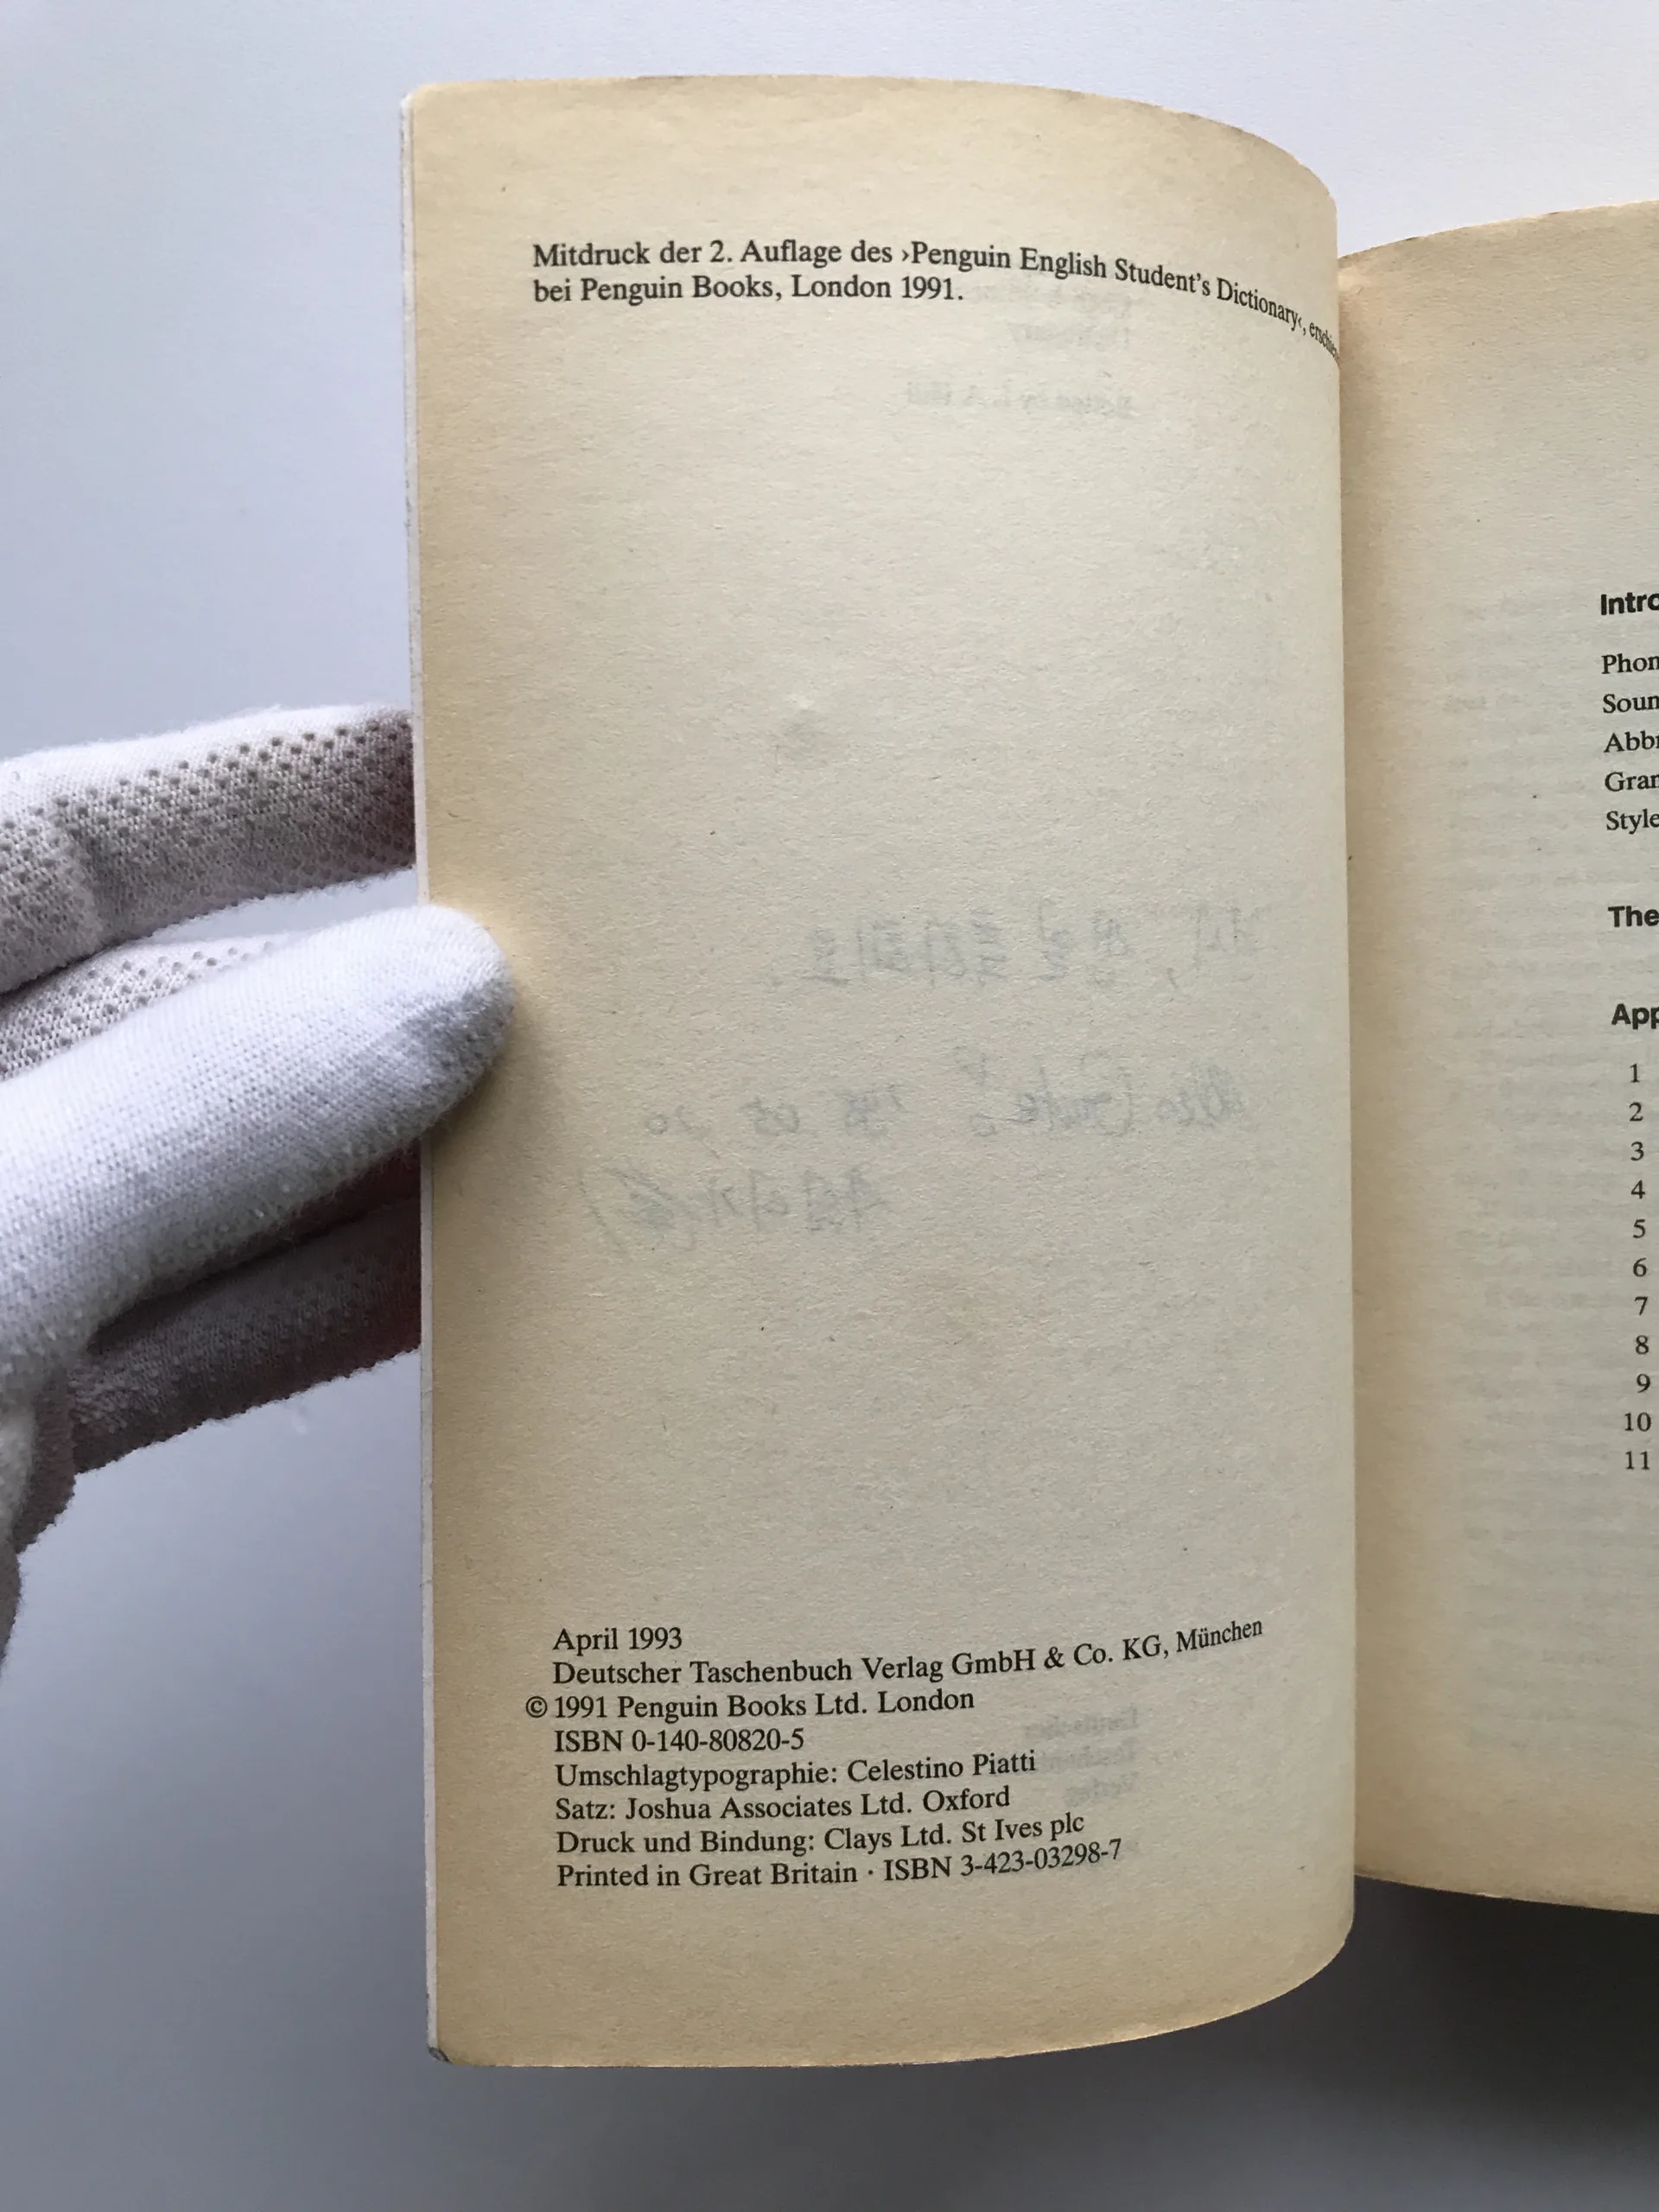 Mitdruck der 2. Auflage des ›Penguin English Student's Dictionary‹,
bei Penguin Books, London 1991.
April 1993
Deutscher Taschenbuch Verlag GmbH & Co. KG, München
© 1991 Penguin Books Ltd. London
ISBN 0-140-80820-5
Umschlagtypographie: Celestino Piatti
Satz: Joshua Associates Ltd. Oxford
Druck und Bindung: Clays Ltd. St Ives plc
Printed in Great Britain · ISBN 3-423-03298-7
Intro
Phon
Soun
Abbr
Gran
Style
The
App
1
2
3
4
5
6
7
8
9
10
11